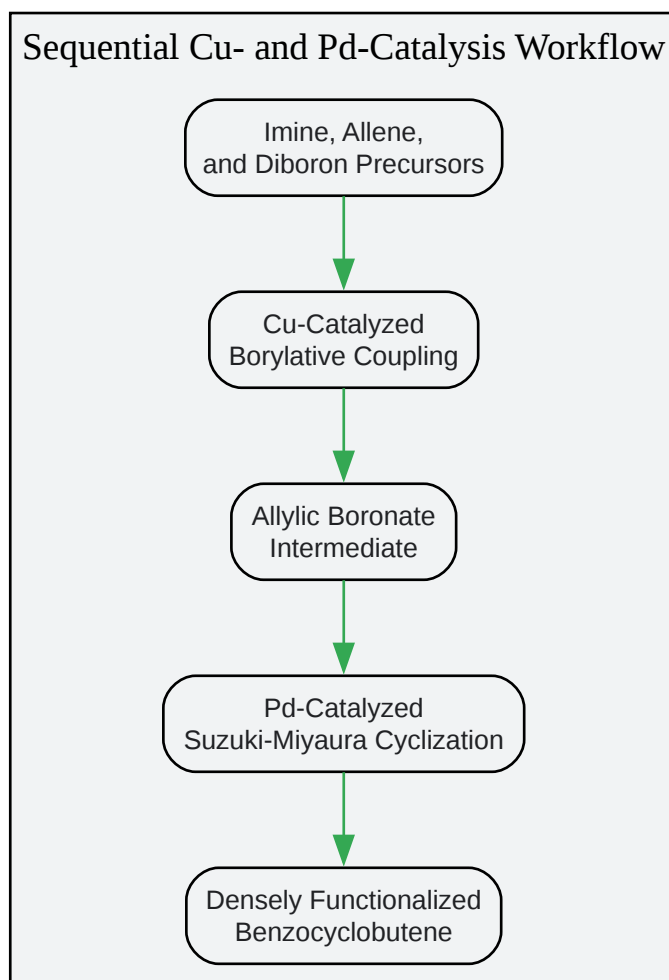 Sequential Cu- and Pd-Catalysis Workflow
Imine, Allene,
and Diboron Precursors
Cu-Catalyzed
Borylative Coupling
Allylic Boronate
Intermediate
Pd-Catalyzed
Suzuki-Miyaura Cyclization
Densely Functionalized
Benzocyclobutene